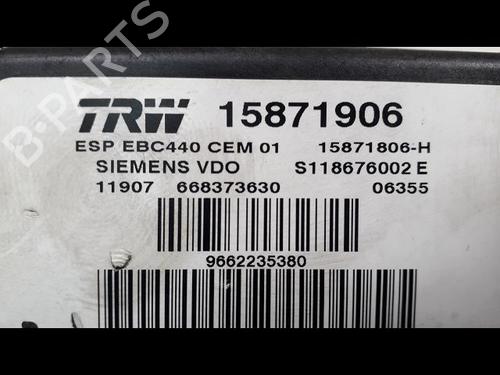 TRW 15871906
ESP EBC440 CEM 01 15871806-H
SIEMENS VDO S118676002 E
11907 668373630 06355
9662235380
B-PARTS